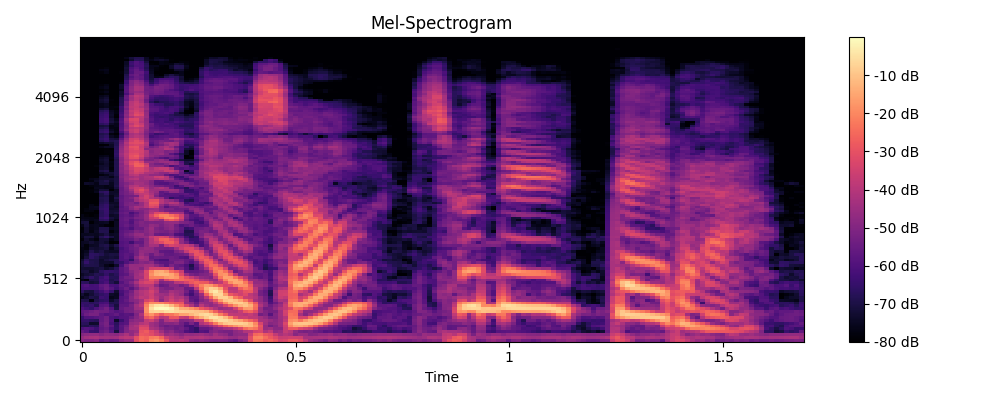 Mel-Spectrogram
Hz
4096
2048
1024
512
0
0
0.5
1
1.5
Time
-10 dB
-20 dB
-30 dB
-40 dB
-50 dB
-60 dB
-70 dB
-80 dB